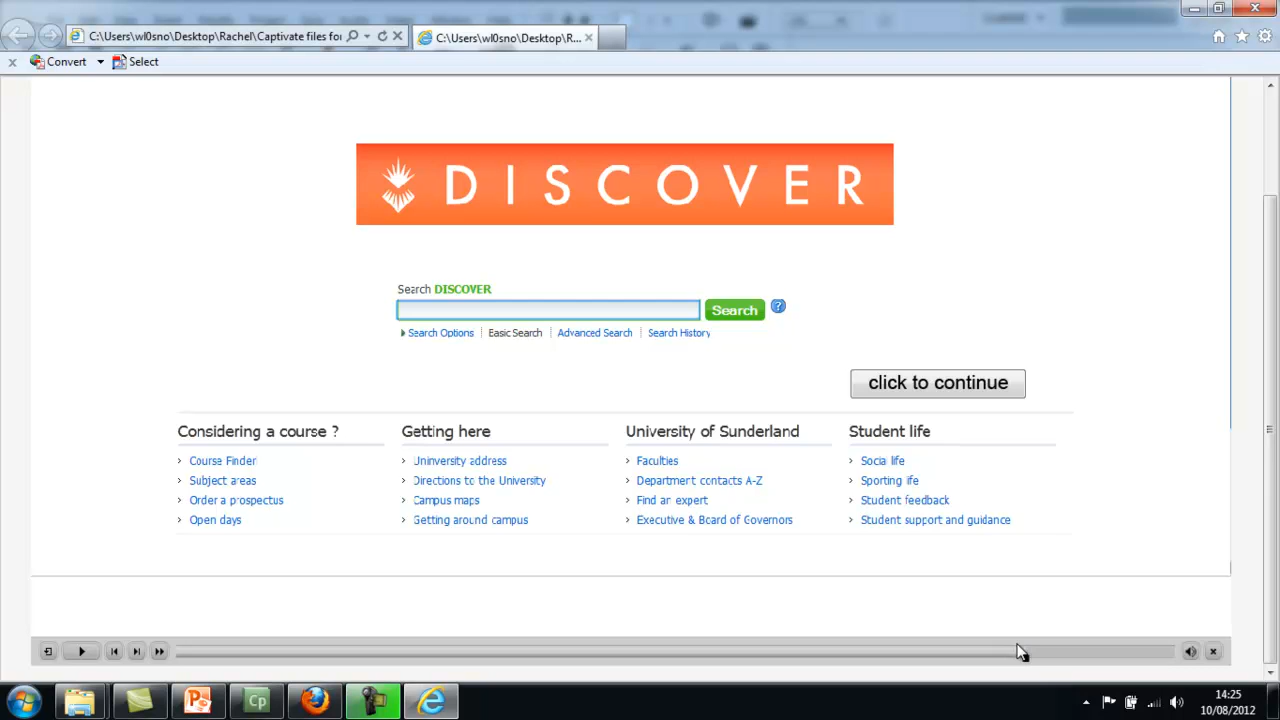 C:\Users\wl0sno\Desktop\Rachel\Captivate files for
C:\Users\wl0sno\Desktop\R...
Convert
Select
DISCOVER
Search DISCOVER
Search
?
Search Options
Basic Search
Advanced Search
Search History
click to continue
Considering a course ?
Getting here
University of Sunderland
Student life
Course Finder
Uninversity address
Faculties
Social life
Subject areas
Directions to the University
Department contacts A-Z
Sporting life
Order a prospectus
Campus maps
Find an expert
Student feedback
Open days
Getting around campus
Executive & Board of Governors
Student support and guidance
Cp
14:25
10/08/2012